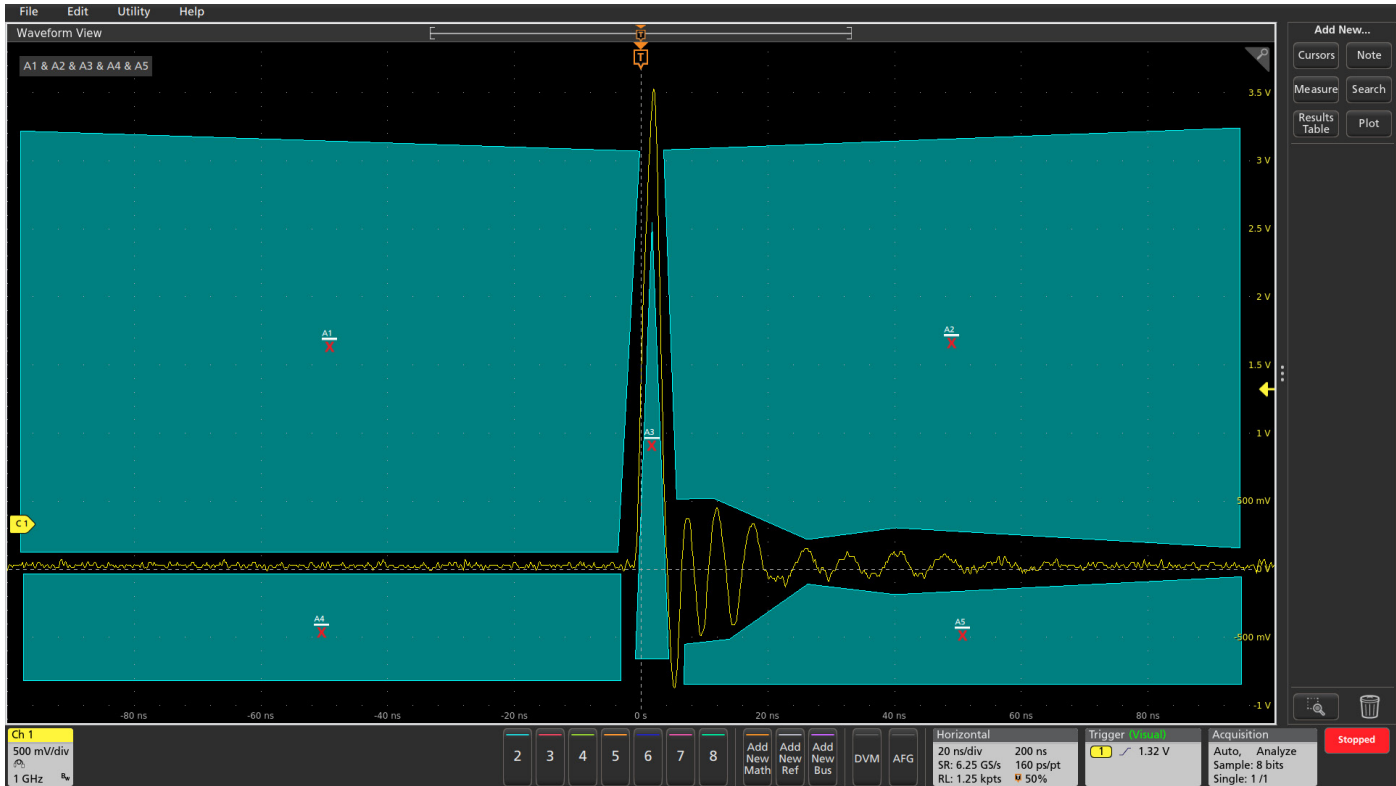 File Edit Utility Help
Waveform View
Add New...
T
T
Cursors Note
A1 & A2 & A3 & A4 & A5
Measure Search
3.5 V
Results Table Plot
3 V
2.5 V
2 V
A1 X
A2 X
1.5 V
A3 X
1 V
500 mV
C 1
0 V
A4 X
A5 X
-500 mV
-1 V
-80 ns -60 ns -40 ns -20 ns 0 s 20 ns 40 ns 60 ns 80 ns
Ch 1
500 mV/div
1 GHz Bw
2 3 4 5 6 7 8
Add New Math
Add New Ref
Add New Bus
DVM AFG
Horizontal
20 ns/div 200 ns
SR: 6.25 GS/s 160 ps/pt
RL: 1.25 kpts T 50%
Trigger (Visual)
1 1.32 V
Acquisition
Auto, Analyze
Sample: 8 bits
Single: 1 /1
Stopped